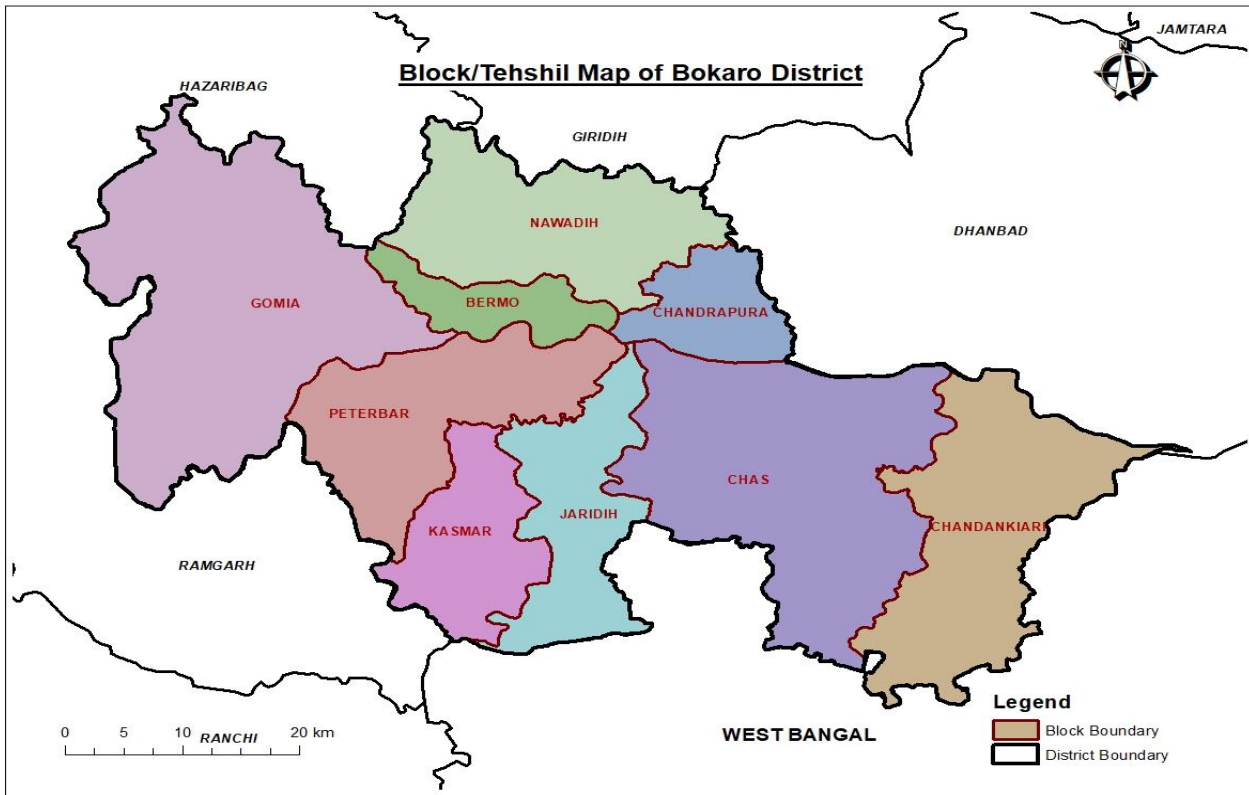 JAMTARA
N
Block/Tehshil Map of Bokaro District
HAZARIBAG
GIRIDIH
NAWADIH
DHANBAD
GOMIA
BERMO
CHANDRAPURA
PETERBAR
CHAS
KASMAR
JARIDIH
CHANDANKIARI
RAMGARH
Legend
Block Boundary
District Boundary
WEST BANGAL
0 5 10 20 km
RANCHI